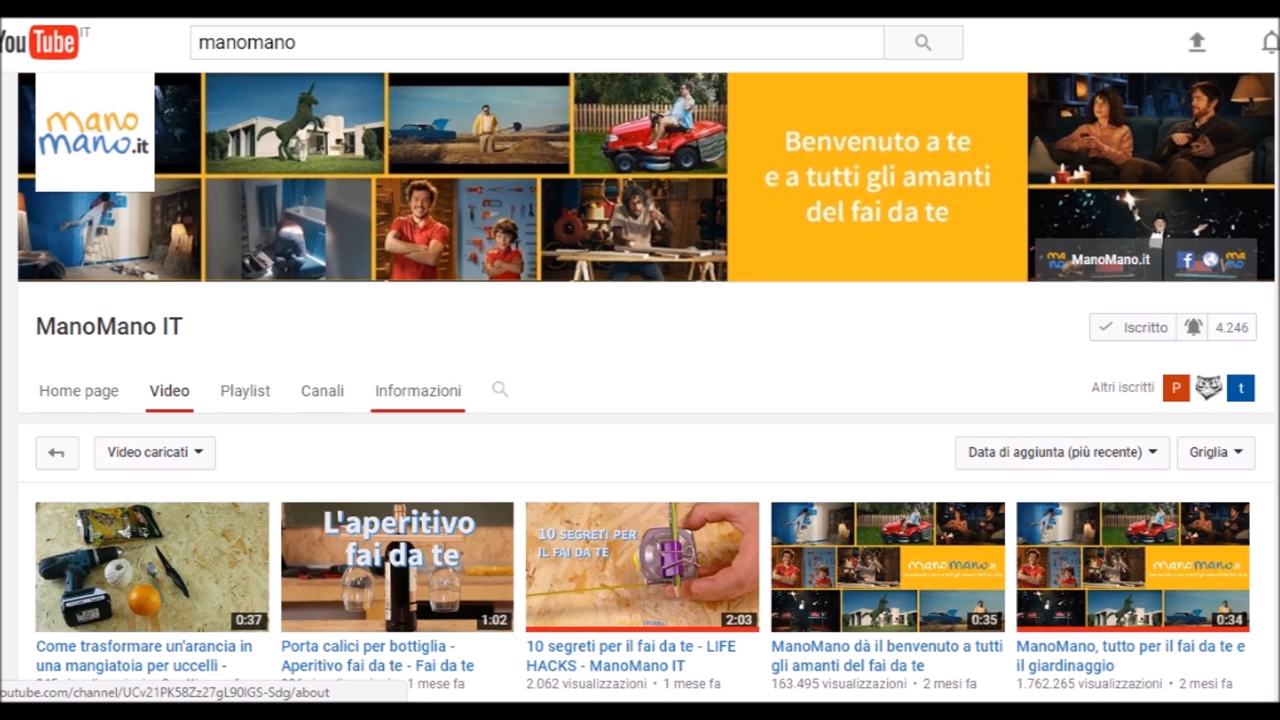 You Tube IT
manomano
mano
mano.it
Benvenuto a te
e a tutti gli amanti
del fai da te
ManoMano.it
ManoMano IT
Iscritto 4.246
Home page Video Playlist Canali Informazioni
Altri iscritti P t
Video caricati
Data di aggiunta (più recente) Griglia
L'aperitivo
fai da te
10 SEGRETI PER
IL FAI DA TE
manomano.it
manomano.it
0:37 1:02 2:03 0:35 0:34
Come trasformare un'arancia in
una mangiatoia per uccelli -
Porta calici per bottiglia -
Aperitivo fai da te - Fai da te
1 mese fa
10 segreti per il fai da te - LIFE
HACKS - ManoMano IT
2.062 visualizzazioni • 1 mese fa
ManoMano dà il benvenuto a tutti
gli amanti del fai da te
163.495 visualizzazioni • 2 mesi fa
ManoMano, tutto per il fai da te e
il giardinaggio
1.762.265 visualizzazioni • 2 mesi fa
outube.com/channel/UCv21PK58Zz27gL90lGS-Sdg/about